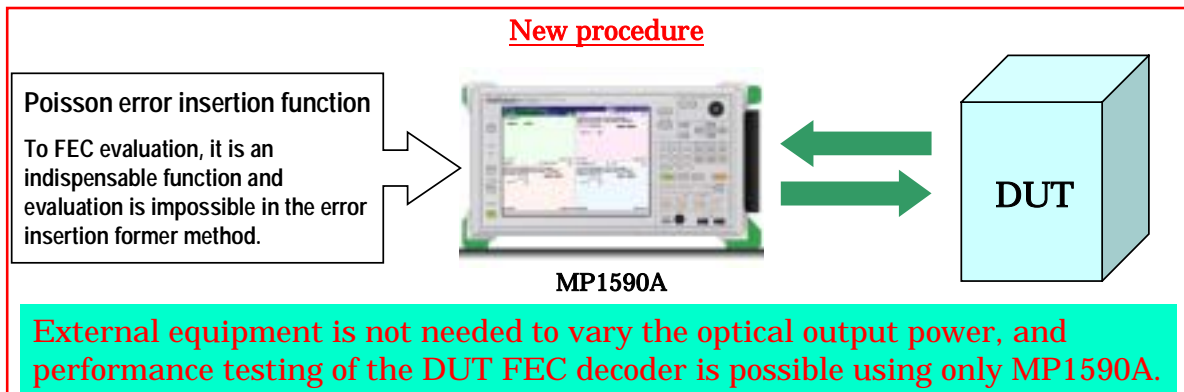 New procedure
Poisson error insertion function
To FEC evaluation, it is an
indispensable function and
evaluation is impossible in the error
insertion former method.
DUT
MP1590A
External equipment is not needed to vary the optical output power, and
performance testing of the DUT FEC decoder is possible using only MP1590A.